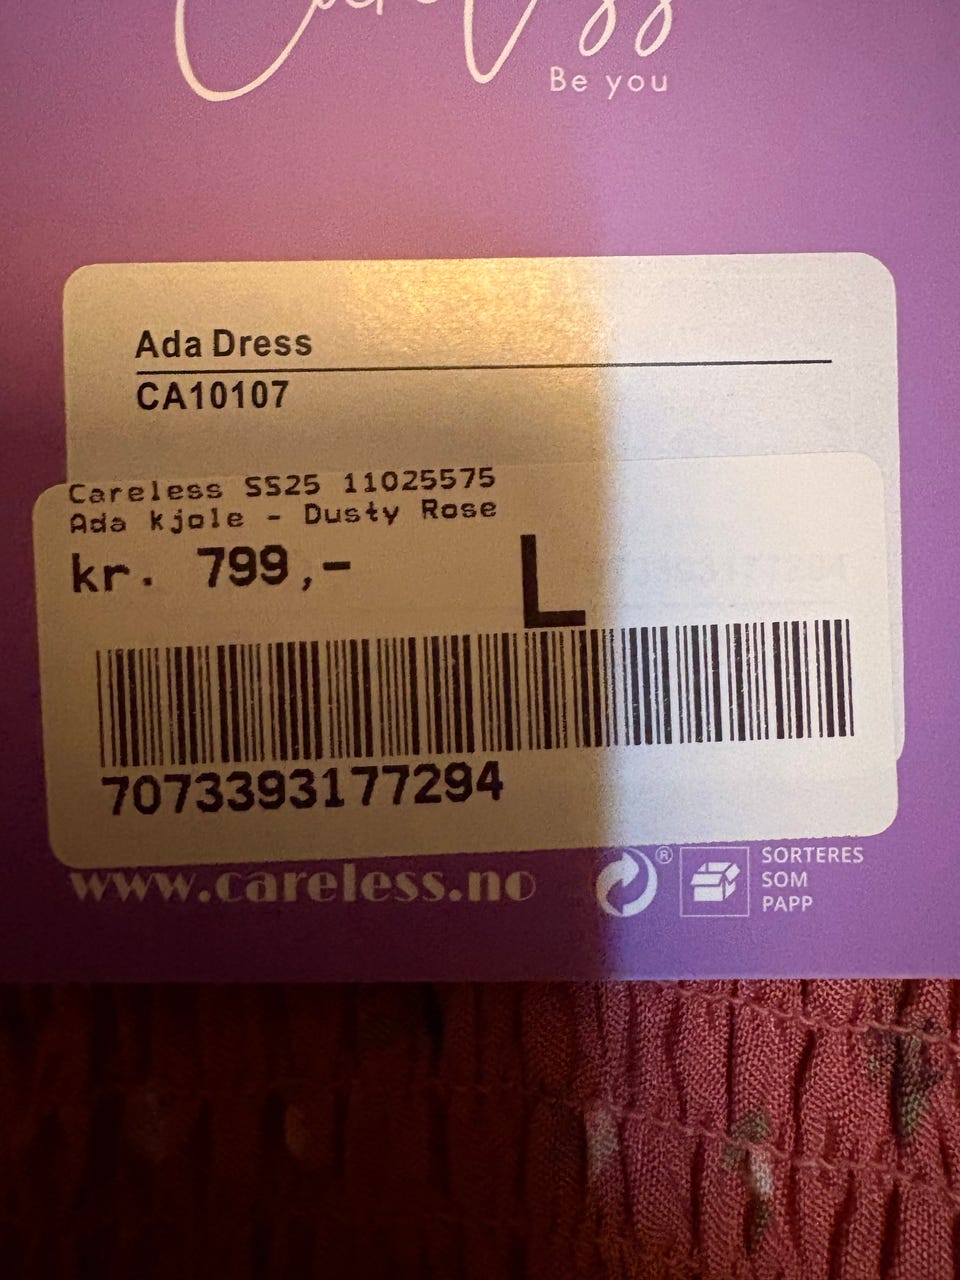 Careless
Be you
Ada Dress
CA10107
Careless SS25 11025575
Ada kjole - Dusty Rose
kr. 799,-
L
7073393177294
www.careless.no
®
SORTERES
SOM
PAPP